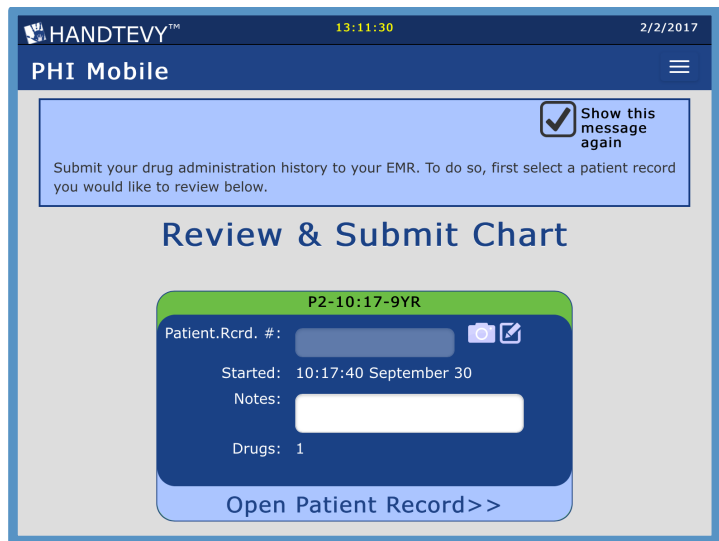 HANDTEVY™ 13:11:30 2/2/2017
PHI Mobile
Show this
message
again
Submit your drug administration history to your EMR. To do so, first select a patient record
you would like to review below.
Review & Submit Chart
P2-10:17-9YR
Patient.Rcrd. #:
Started: 10:17:40 September 30
Notes:
Drugs: 1
Open Patient Record>>